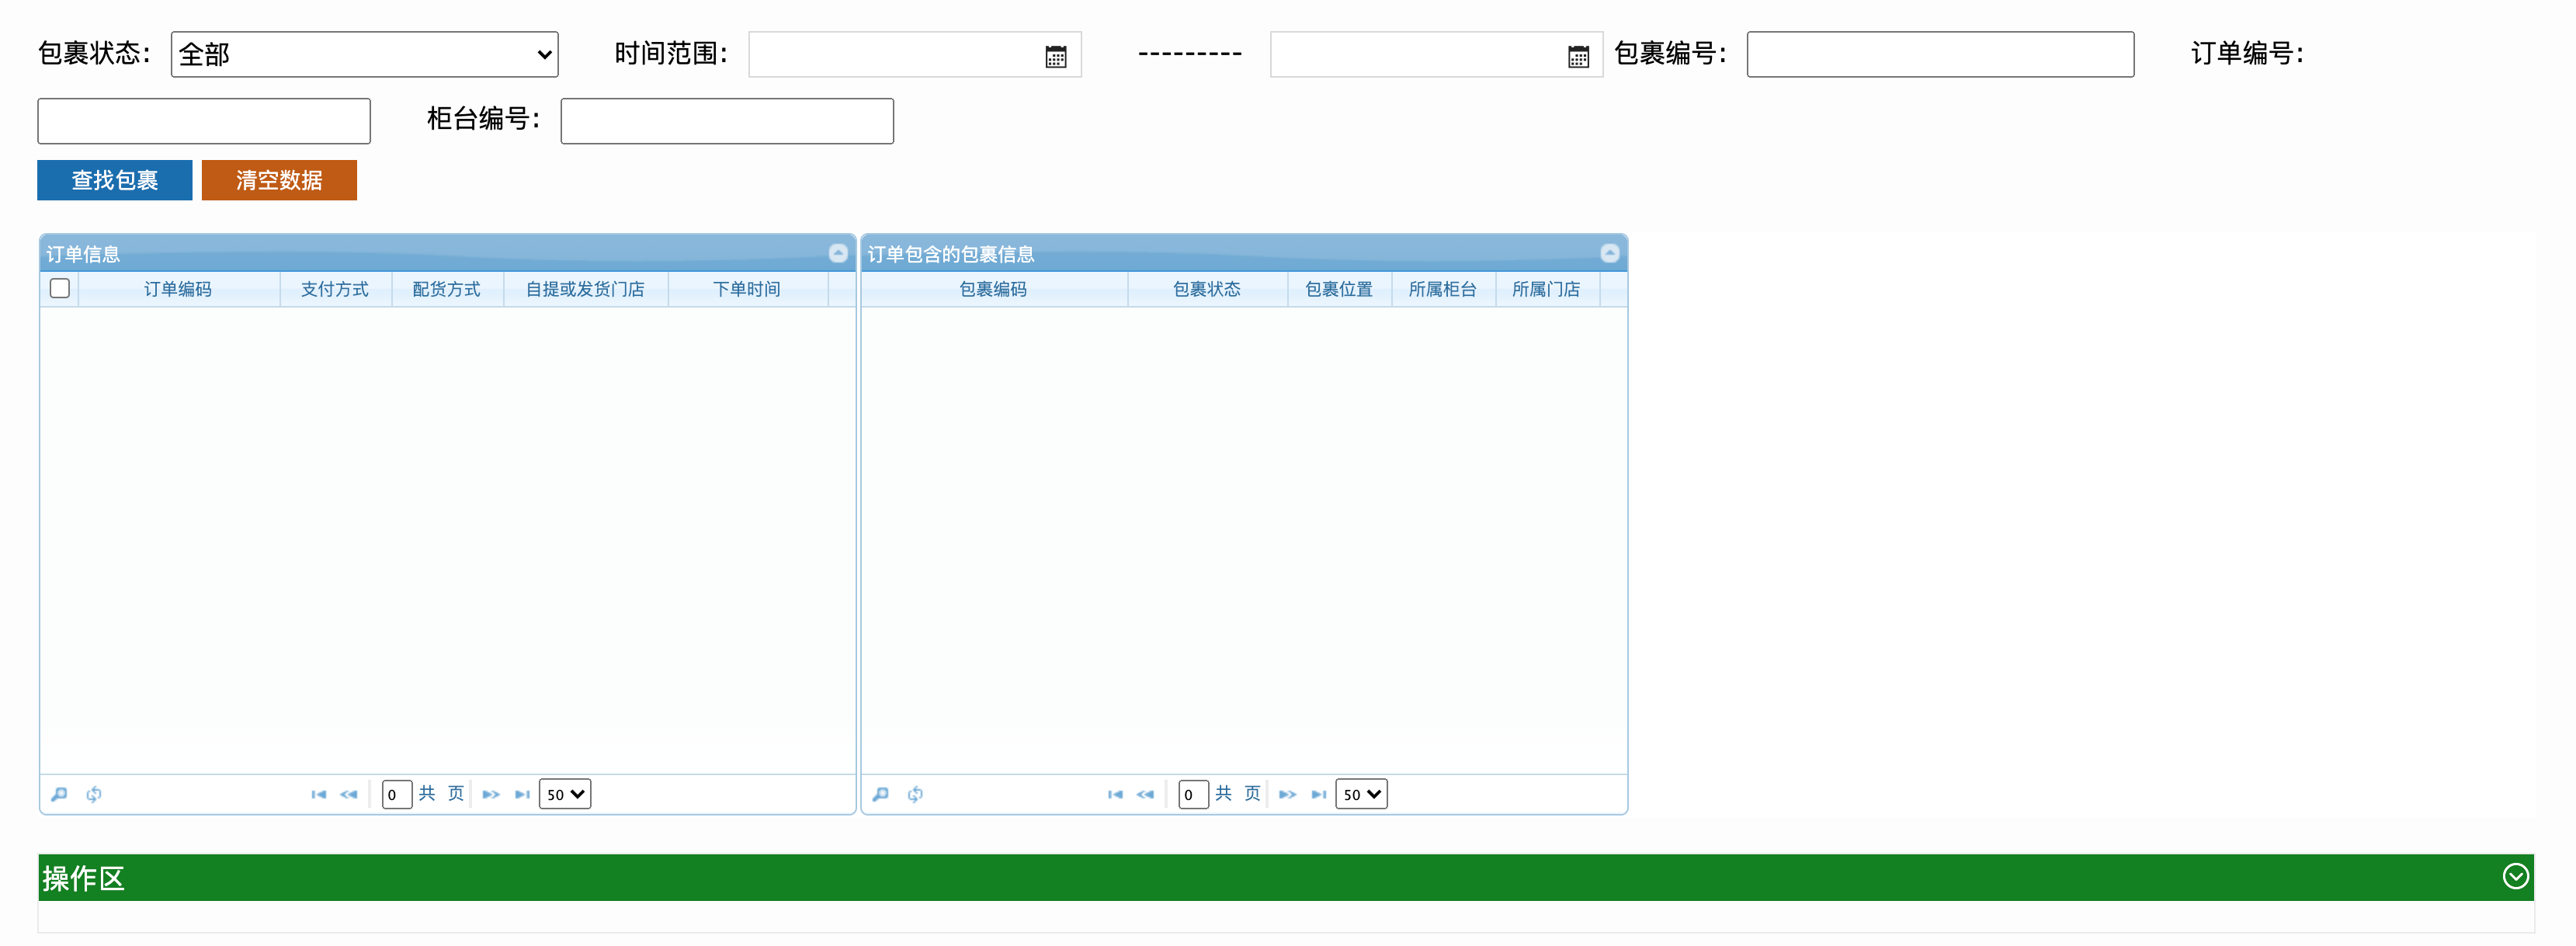 包裹状态: 全部 时间范围: --------- 包裹编号: 订单编号:
柜台编号:
查找包裹 清空数据
订单信息 订单包含的包裹信息
订单编码 支付方式 配货方式 自提或发货门店 下单时间 包裹编码 包裹状态 包裹位置 所属柜台 所属门店
0 共 页 50 0 共 页 50
操作区